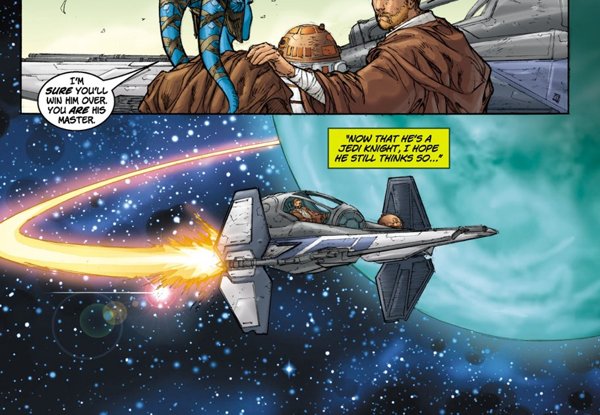 I'M
SURE YOU'LL
WIN HIM OVER.
YOU ARE HIS
MASTER.
"NOW THAT HE'S A
JEDI KNIGHT, I HOPE
HE STILL THINKS SO..."